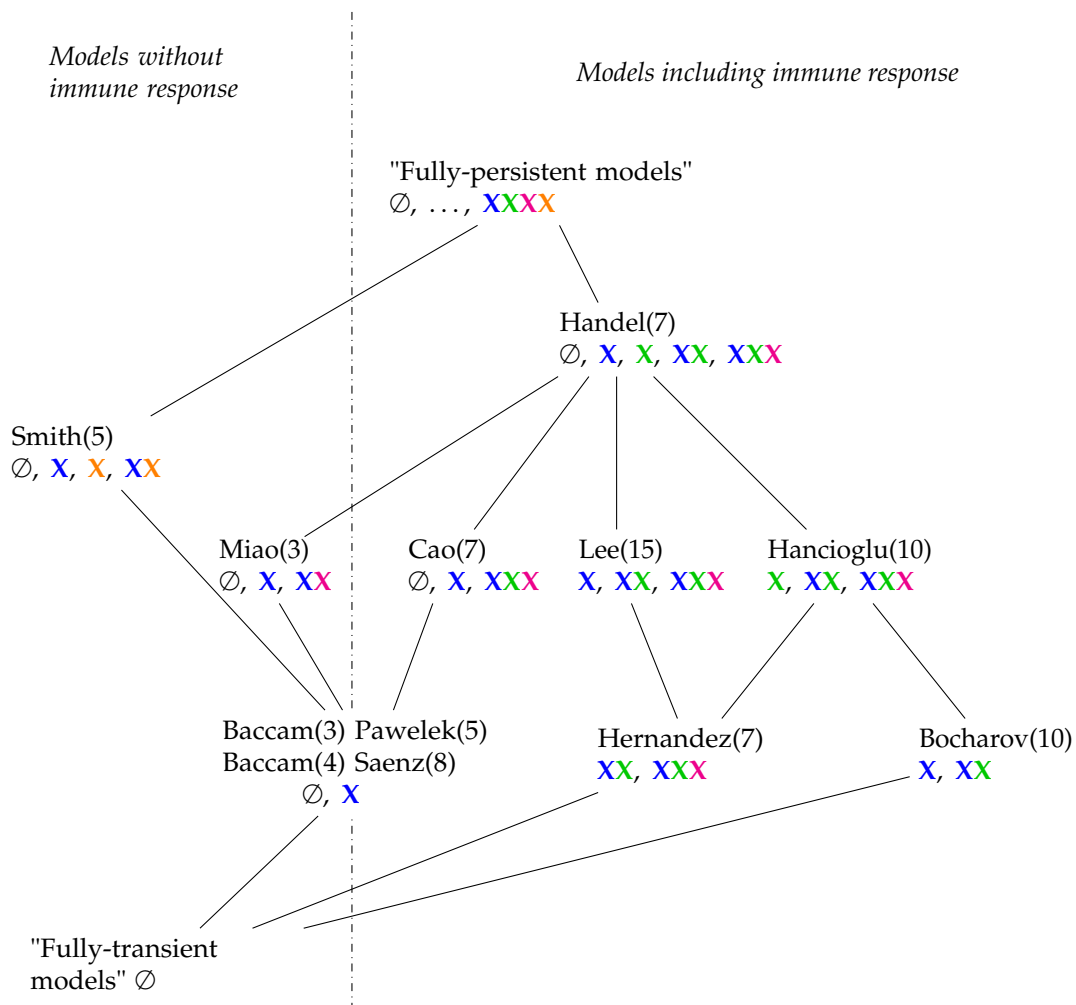 Models without
immune response
Models including immune response
"Fully-persistent models"
∅, ..., XXXX
Handel(7)
∅, X, X, XX, XXX
Smith(5)
∅, X, X, XX
Miao(3)
∅, X, XX
Cao(7)
∅, X, XXX
Lee(15)
X, XX, XXX
Hancioglu(10)
X, XX, XXX
Baccam(3) Pawelek(5)
Baccam(4) Saenz(8)
∅, X
Hernandez(7)
XX, XXX
Bocharov(10)
X, XX
"Fully-transient
models" ∅